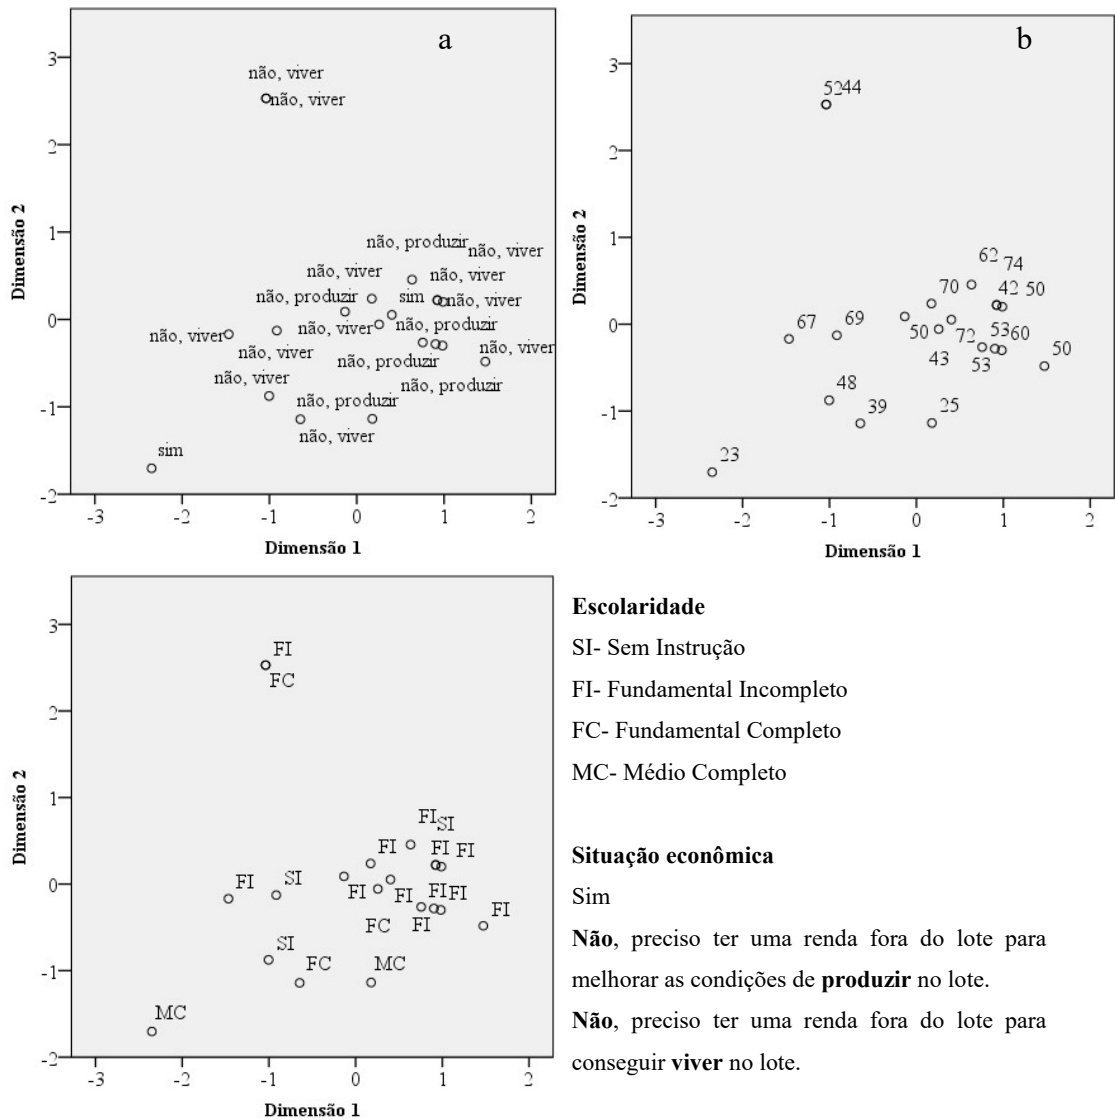 a
3
2
1
0
-1
-2
-3
-2
-1
0
1
2
Dimensão 2
Dimensão 1
não, viver
não, viver
não, produzir
não, viver
não, viver
não, viver
não, produzir
sim
não, viver
não, viver
não, viver
não, produzir
não, viver
não, viver
não, produzir
não, viver
não, produzir
não, produzir
não, viver
sim
b
3
2
1
0
-1
-2
-3
-2
-1
0
1
2
Dimensão 2
Dimensão 1
52
44
62
74
70
42
50
67
69
50
72
53
60
43
53
50
48
39
25
23
3
2
1
0
-1
-2
-3
-2
-1
0
1
2
Dimensão 2
Dimensão 1
FI
FC
FI
SI
FI
FI
FI
FI
SI
FI
FI
FI
FI
FC
FI
FI
SI
FC
MC
MC
Escolaridade
SI- Sem Instrução
FI- Fundamental Incompleto
FC- Fundamental Completo
MC- Médio Completo
Situação econômica
Sim
Não, preciso ter uma renda fora do lote para
melhorar as condições de produzir no lote.
Não, preciso ter uma renda fora do lote para
conseguir viver no lote.